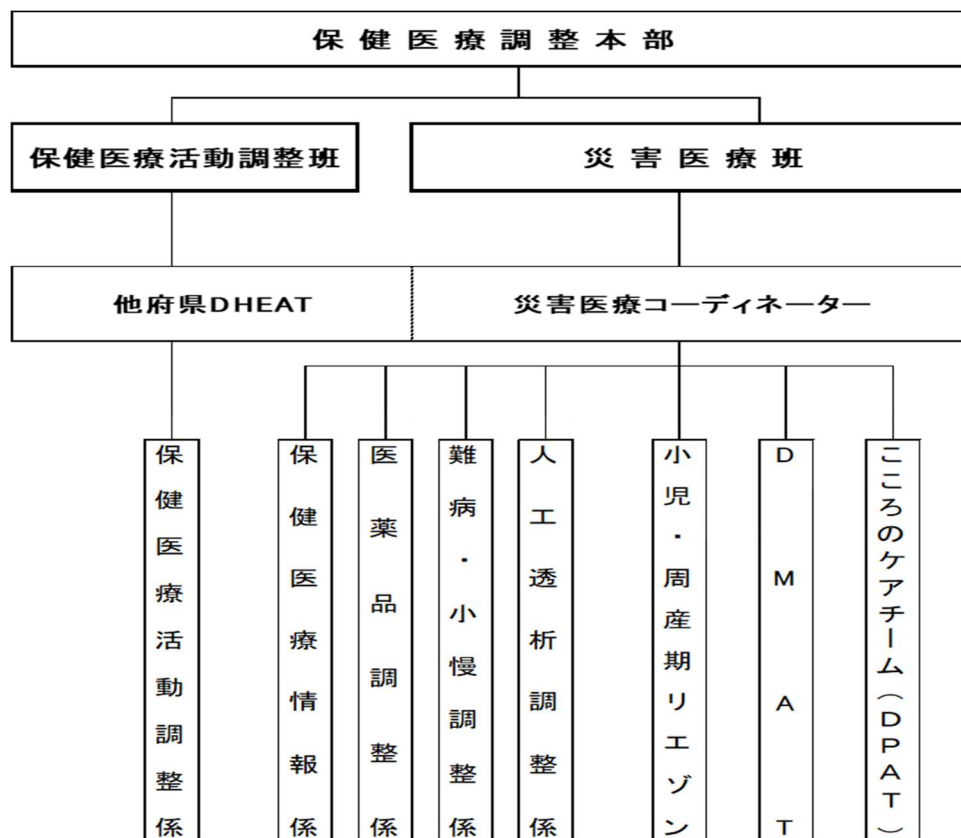 保健医療調整本部
保健医療活動調整班
災害医療班
他府県DHEAT
災害医療コーディネーター
保健医療活動調整係
保健医療情報係
医薬品調整係
難病・小慢調整係
人工透析調整係
小児・周産期リエゾン
DMAT
こころのケアチーム(DPAT)